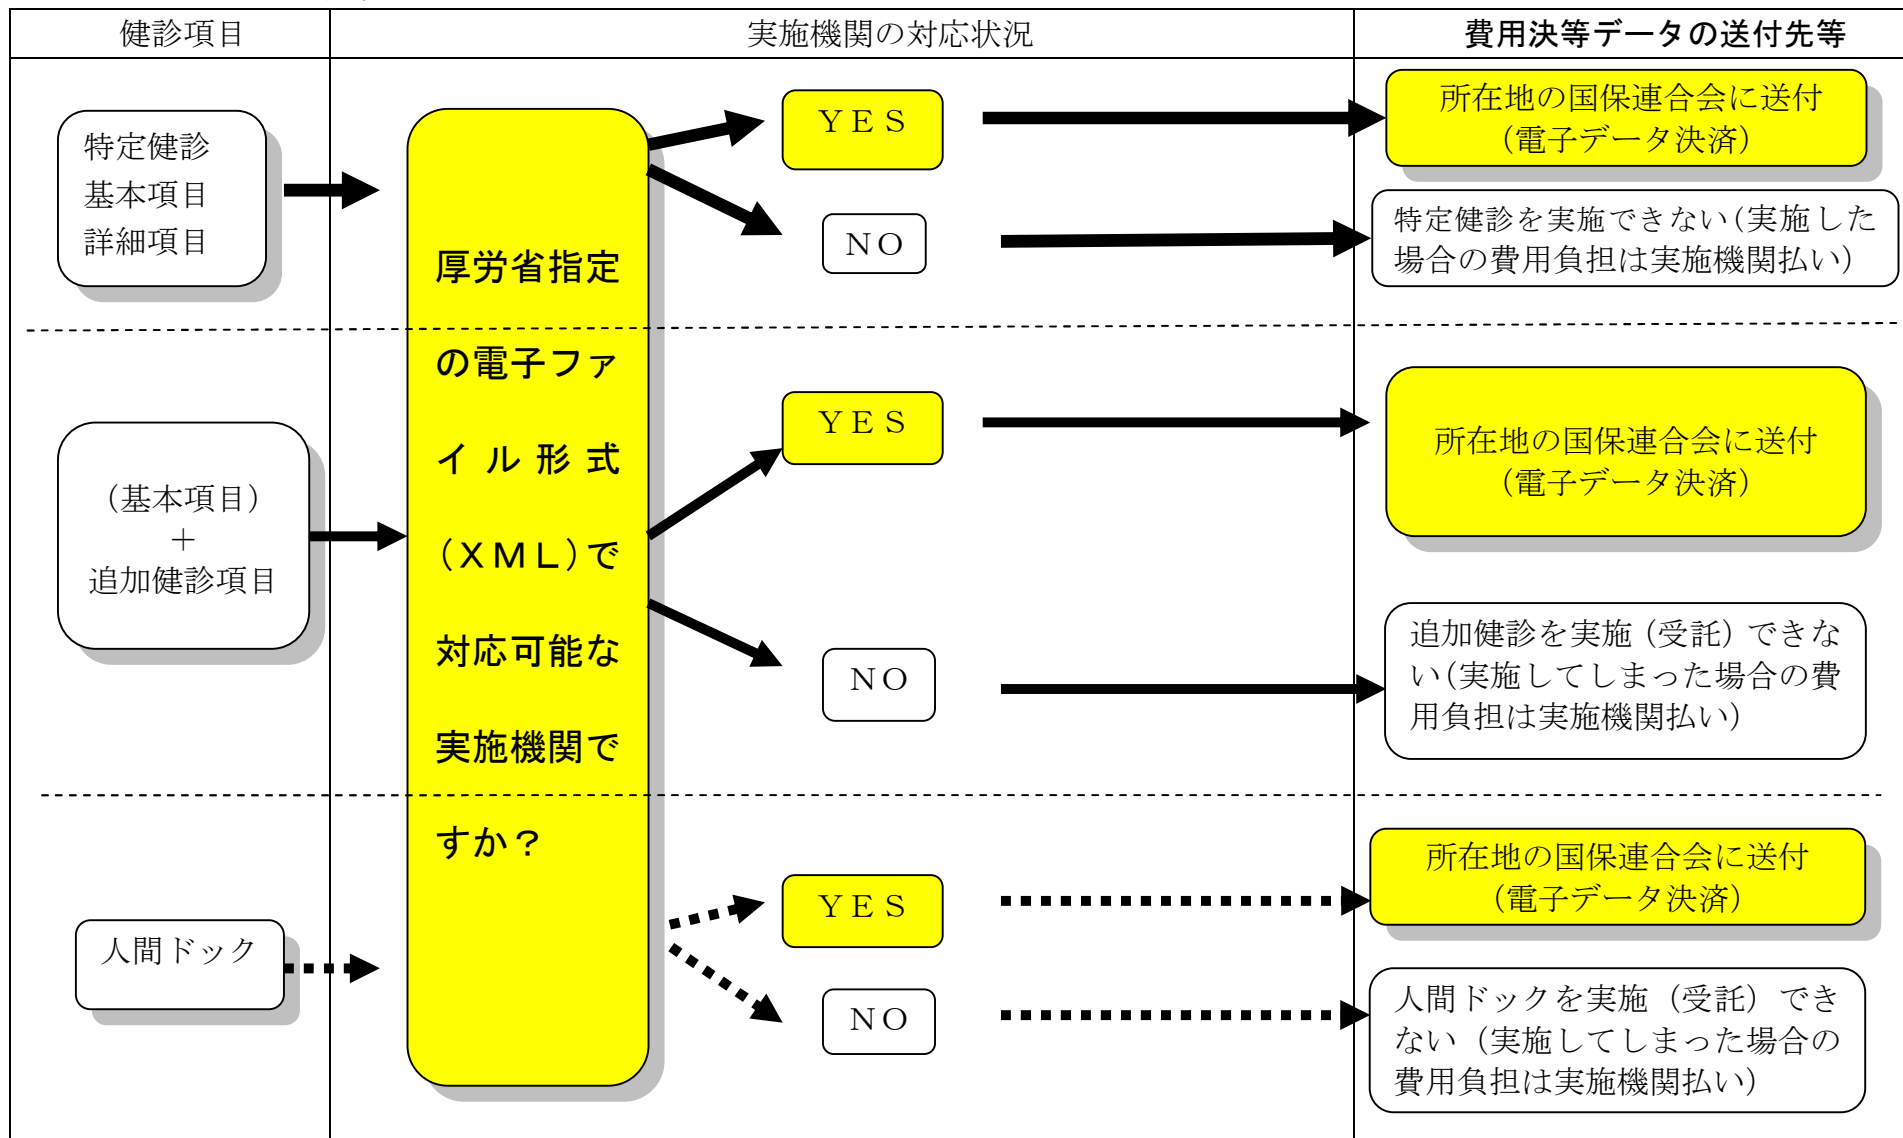 健診項目
実施機関の対応状況
費用決等データの送付先等
特定健診
基本項目
詳細項目
厚労省指定
の電子ファ
イル形式
（ＸＭＬ）で
対応可能な
実施機関で
すか？
ＹＥＳ
所在地の国保連合会に送付
（電子データ決済）
ＮＯ
特定健診を実施できない（実施した
場合の費用負担は実施機関払い）
（基本項目）
＋
追加健診項目
ＹＥＳ
所在地の国保連合会に送付
（電子データ決済）
ＮＯ
追加健診を実施（受託）できな
い（実施してしまった場合の費
用負担は実施機関払い）
人間ドック
ＹＥＳ
所在地の国保連合会に送付
（電子データ決済）
ＮＯ
人間ドックを実施（受託）でき
ない（実施してしまった場合の
費用負担は実施機関払い）